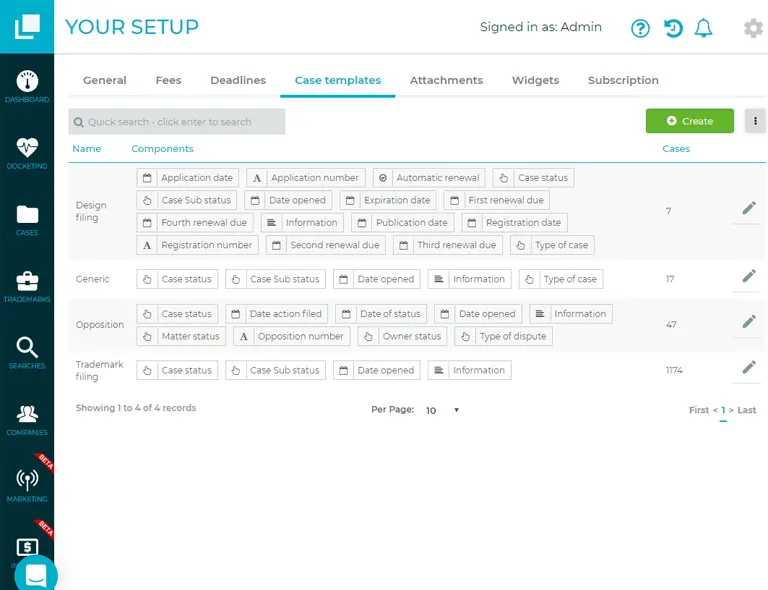 YOUR SETUP
Signed in as: Admin
DASHBOARD
DOCKETING
CASES
TRADEMARKS
SEARCHES
COMPANIES
BETA
MARKETING
BETA
General Fees Deadlines Case templates Attachments Widgets Subscription
Quick search - click enter to search
Create
Name Components Cases
Design filing
Application date A Application number Automatic renewal Case status
Case Sub status Date opened Expiration date First renewal due
Fourth renewal due Information Publication date Registration date
A Registration number Second renewal due Third renewal due Type of case
7
Generic Case status Case Sub status Date opened Information Type of case 17
Opposition
Case status Date action filed Date of status Date opened Information
Matter status A Opposition number Owner status Type of dispute
47
Trademark filing
Case status Case Sub status Date opened Information
1174
Showing 1 to 4 of 4 records Per Page: 10 First < 1 > Last